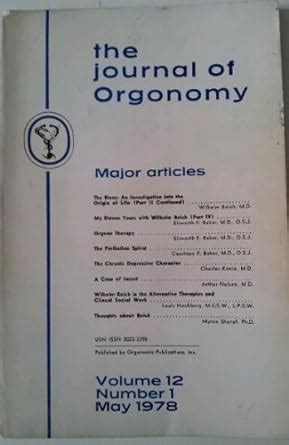 the
journal of
Orgonomy
Major articles
The Bions: An Investigation into the
Origin of Life (Part II Continued)
Wilhelm Reich, M.D.
My Eleven Years with Wilhelm Reich (Part IV)
Elsworth F. Baker, M.D., O.S.J.
Orgone Therapy
Elsworth F. Baker, M.D., O.S.J.
The Perihelion Spiral
Courtney F. Baker, M.D., O.S.J.
The Chronic Depressive Character
Charles Konia, M.D.
A Case of Incest
Arthur Nelson, M.D.
Wilhelm Reich in the Alternative Therapies and
Clinical Social Work
Louis Hochberg, M.S.S.W., L.P.S.W.
Thoughts about Reich
Myron Sharaf, Ph.D.
ISSN 0022-3298
Published by Orgonomic Publications, Inc.
Volume 12
Number 1
May 1978